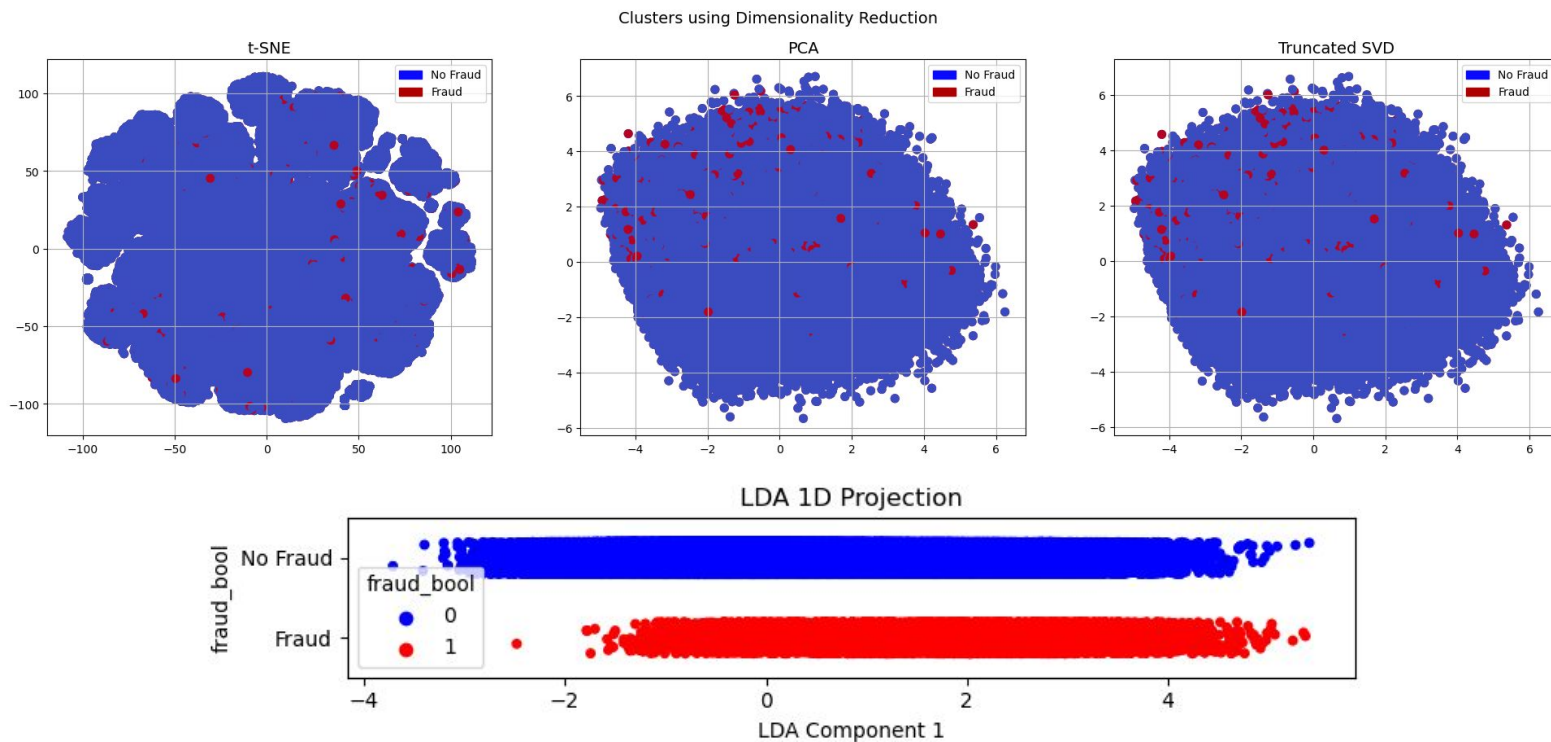 Clusters using Dimensionality Reduction
t-SNE
No Fraud
Fraud
100
50
0
−50
−100
−100
−50
0
50
100
PCA
No Fraud
Fraud
6
4
2
0
−2
−4
−6
−4
−2
0
2
4
6
Truncated SVD
No Fraud
Fraud
6
4
2
0
−2
−4
−6
−4
−2
0
2
4
6
LDA 1D Projection
fraud_bool
No Fraud
Fraud
fraud_bool
0
1
−4
−2
0
2
4
LDA Component 1